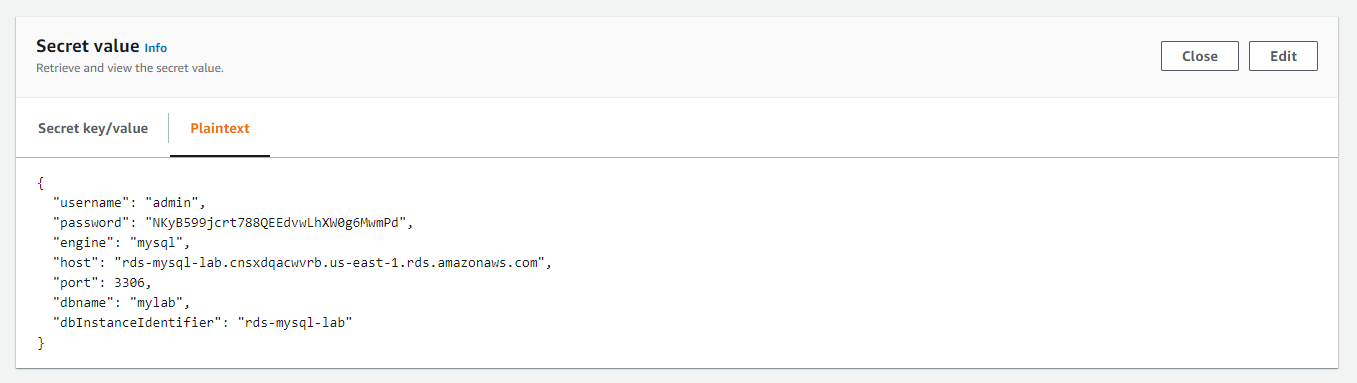 Secret value Info
Retrieve and view the secret value.
Close
Edit
Secret key/value
Plaintext
{
  "username": "admin",
  "password": "NKyB599jcrt788QEEdvwLhXW0g6MwmPd",
  "engine": "mysql",
  "host": "rds-mysql-lab.cnsxdqacwvrb.us-east-1.rds.amazonaws.com",
  "port": 3306,
  "dbname": "mylab",
  "dbInstanceIdentifier": "rds-mysql-lab"
}